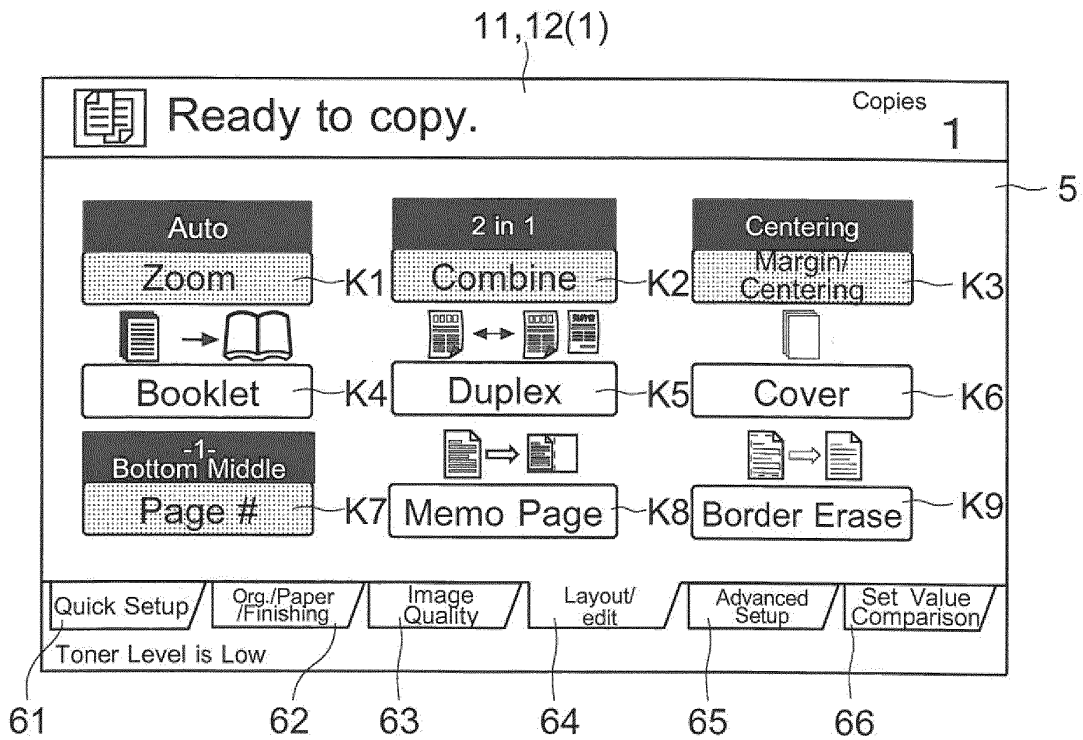 11,12(1)
Ready to copy.
Copies
1
5
Auto
Zoom
K1
2 in 1
Combine
K2
Centering
Margin/
Centering
K3
Booklet
K4
Duplex
K5
Cover
K6
-1-
Bottom Middle
Page #
K7
Memo Page
K8
Border Erase
K9
Quick Setup
Org./Paper
/Finishing
Image
Quality
Layout/
edit
Advanced
Setup
Set Value
Comparison
Toner Level is Low
61
62
63
64
65
66